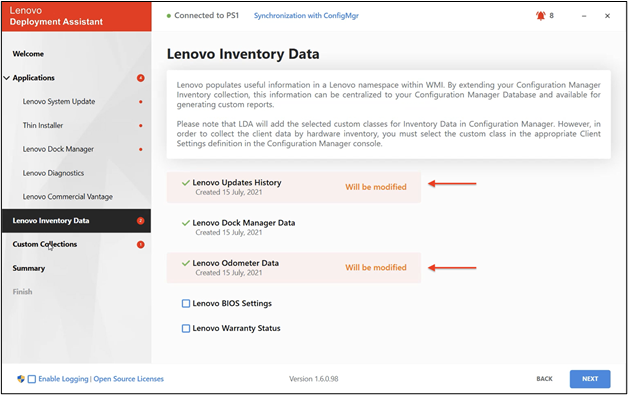 Lenovo
Deployment Assistant
Connected to PS1
Synchronization with ConfigMgr
8
Welcome
Applications
4
Lenovo System Update
Thin Installer
Lenovo Dock Manager
Lenovo Diagnostics
Lenovo Commercial Vantage
Lenovo Inventory Data
2
Custom Collections
Summary
Finish
Lenovo Inventory Data
Lenovo populates useful information in a Lenovo namespace within WMI. By extending your Configuration Manager
Inventory collection, this information can be centralized to your Configuration Manager Database and available for
generating custom reports.
Please note that LDA will add the selected custom classes for Inventory Data in Configuration Manager. However, in
order to collect the client data by hardware inventory, you must select the custom class in the appropriate Client
Settings definition in the Configuration Manager console.
Lenovo Updates History
Created 15 July, 2021
Will be modified
Lenovo Dock Manager Data
Created 15 July, 2021
Lenovo Odometer Data
Created 15 July, 2021
Will be modified
Lenovo BIOS Settings
Lenovo Warranty Status
Enable Logging | Open Source Licenses
Version 1.6.0.98
BACK
NEXT